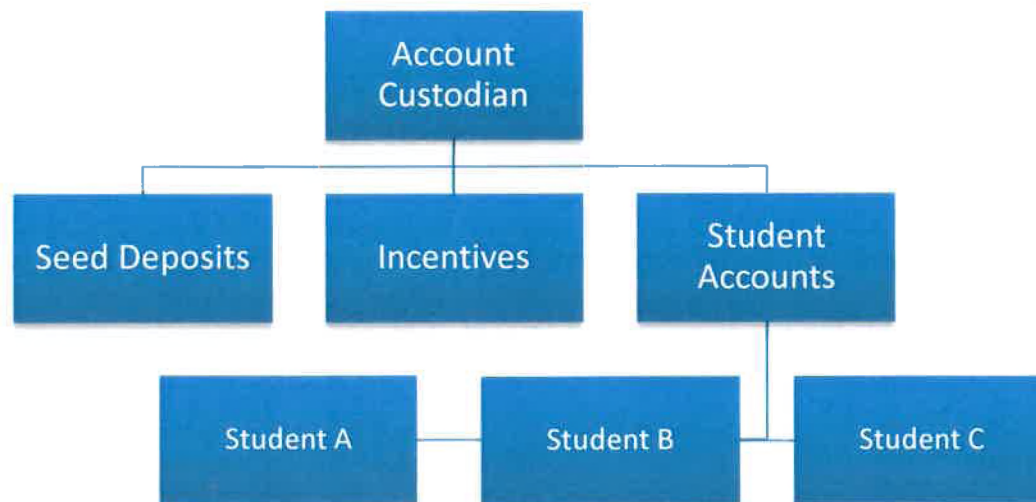 Account
Custodian
Seed Deposits
Incentives
Student
Accounts
Student A
Student B
Student C